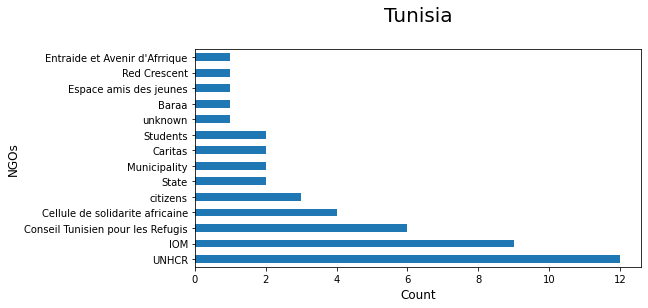 Tunisia
Entraide et Avenir d'Afrrique
Red Crescent
Espace amis des jeunes
Baraa
unknown
Students
Caritas
Municipality
State
citizens
Cellule de solidarite africaine
Conseil Tunisien pour les Refugis
IOM
UNHCR
NGOs
0 2 4 6 8 10 12
Count